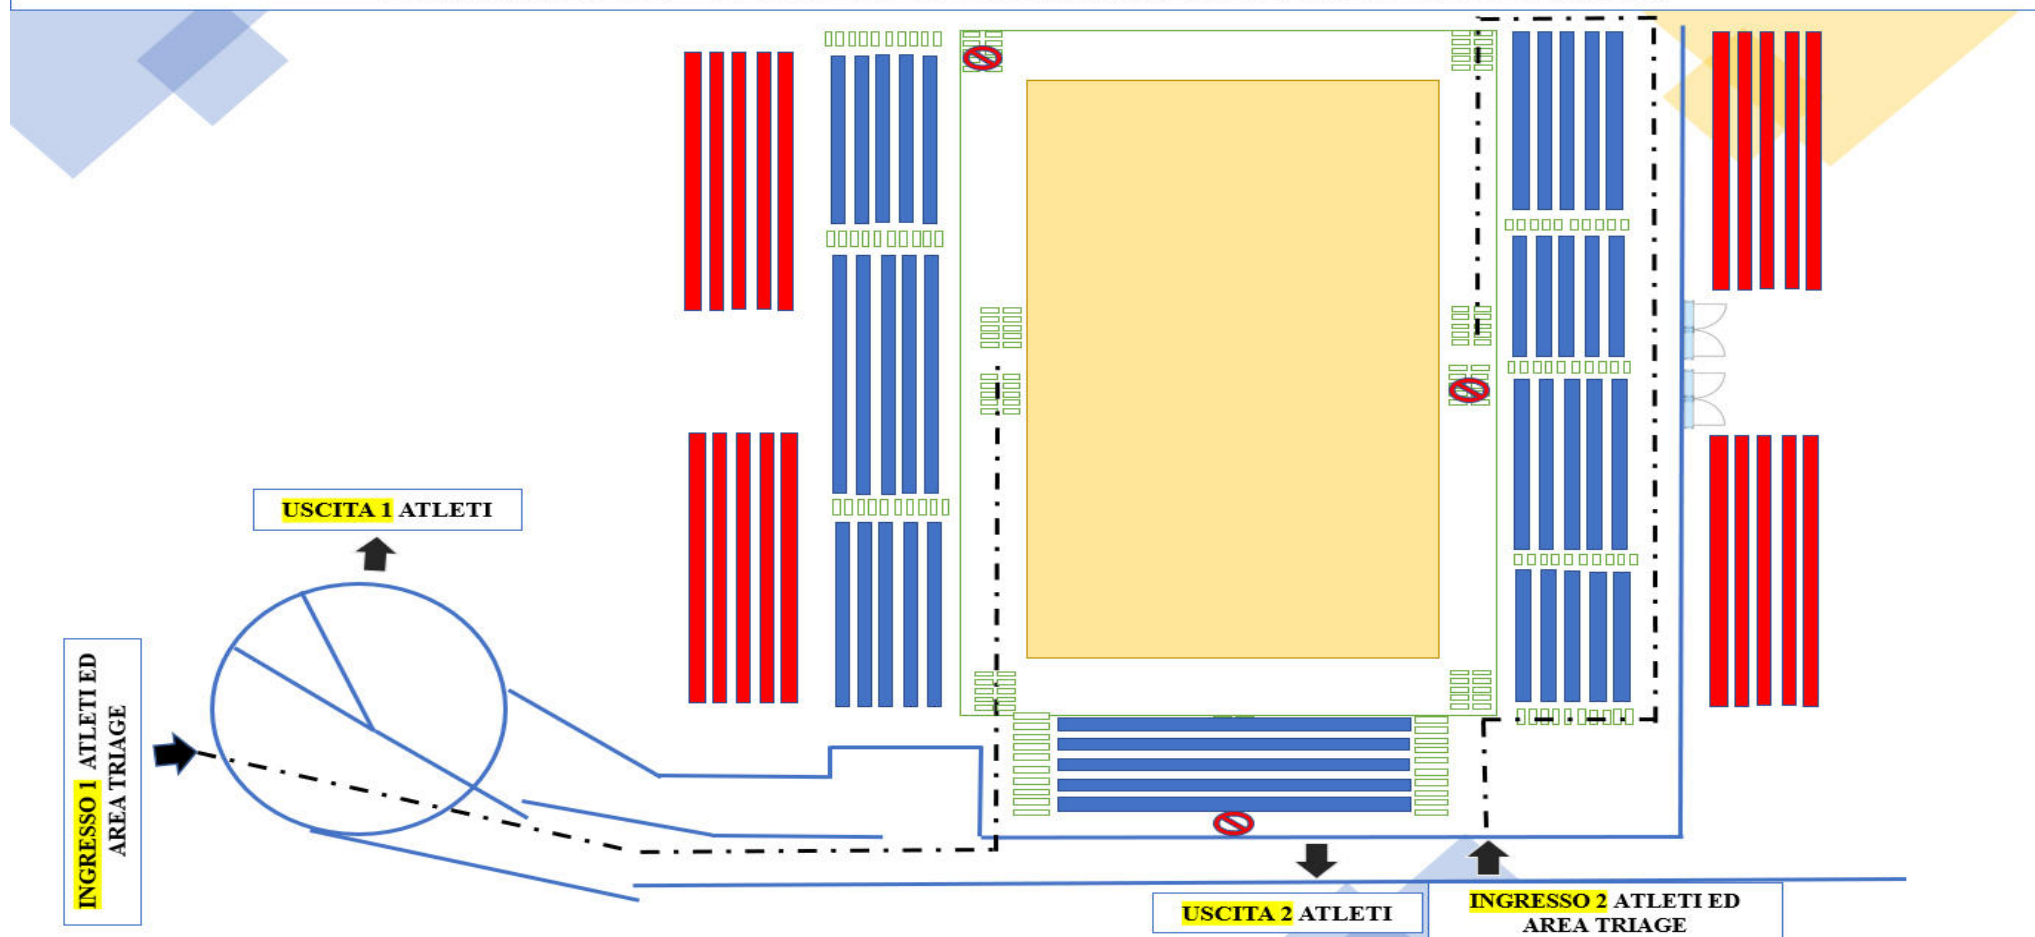 USCITA 1 ATLETI
INGRESSO 1 ATLETI ED
AREA TRIAGE
USCITA 2 ATLETI
INGRESSO 2 ATLETI ED
AREA TRIAGE